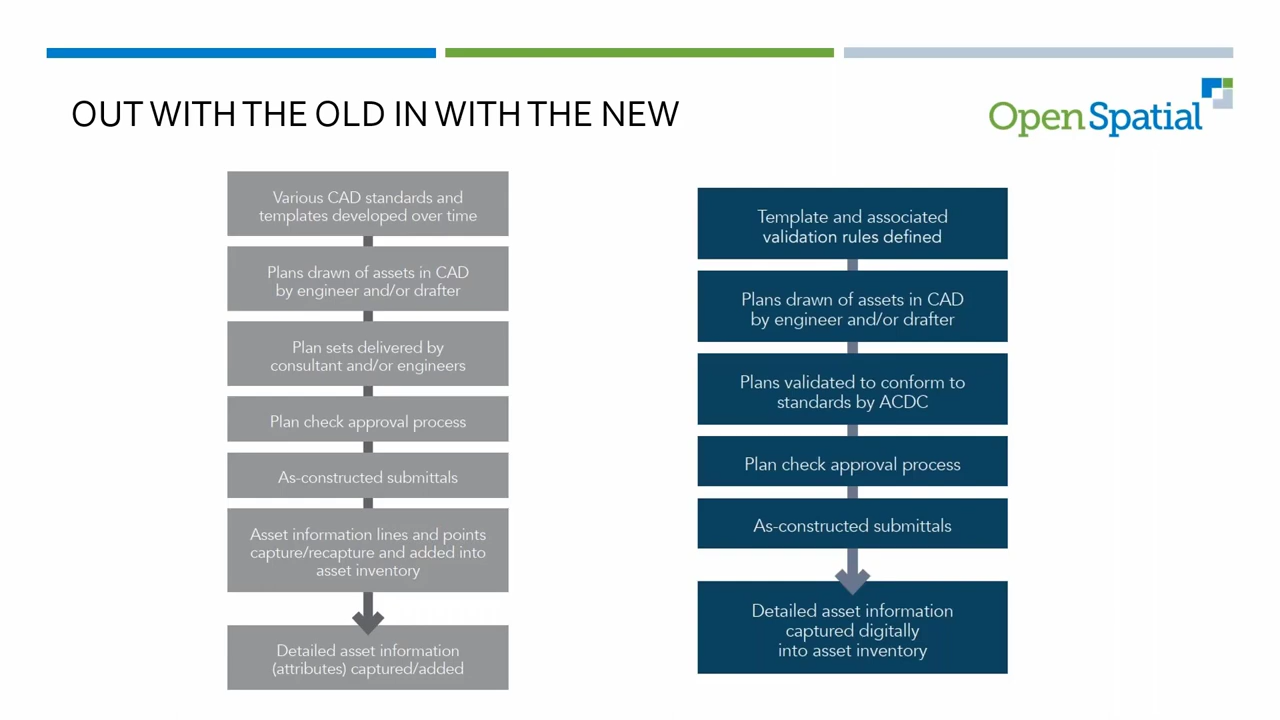 OUT WITH THE OLD IN WITH THE NEW
Open Spatial
Various CAD standards and
templates developed over time
Plans drawn of assets in CAD
by engineer and/or drafter
Plan sets delivered by
consultant and/or engineers
Plan check approval process
As-constructed submittals
Asset information lines and points
capture/recapture and added into
asset inventory
Detailed asset information
(attributes) captured/added
Template and associated
validation rules defined
Plans drawn of assets in CAD
by engineer and/or drafter
Plans validated to conform to
standards by ACDC
Plan check approval process
As-constructed submittals
Detailed asset information
captured digitally
into asset inventory